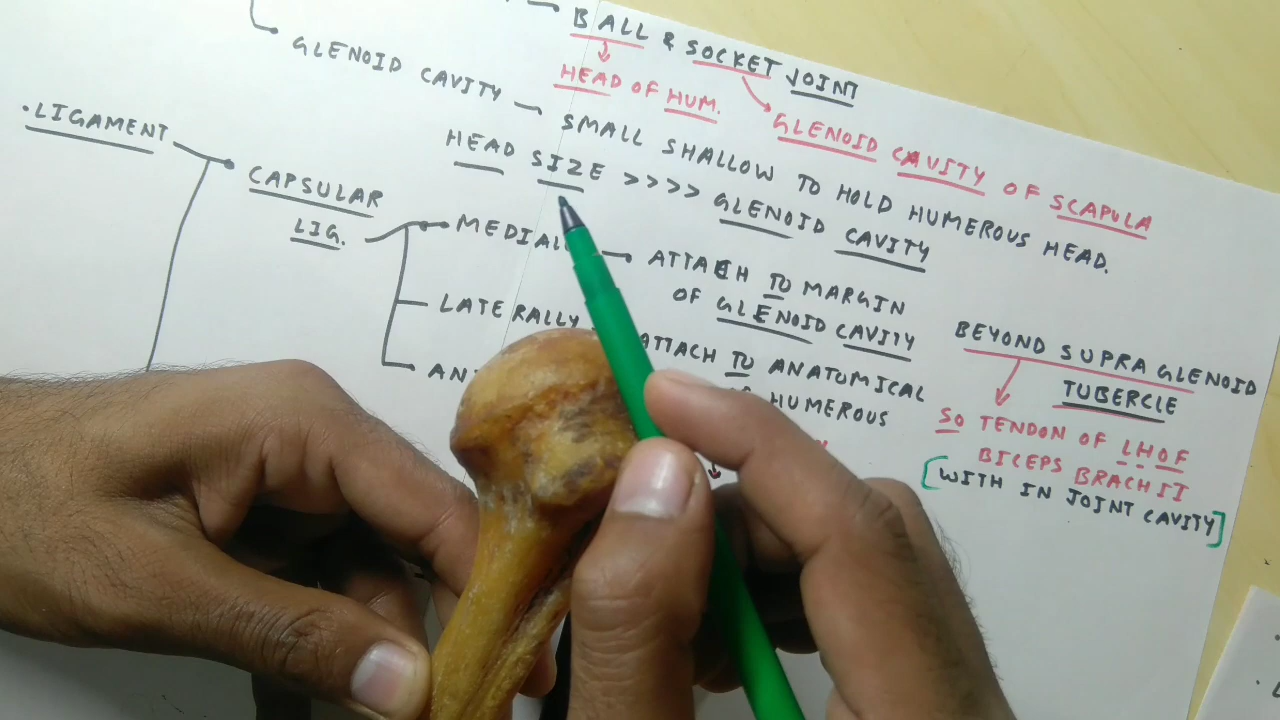 BALL & SOCKET JOINT
HEAD OF HUM.
GLENOID CAVITY OF SCAPULA
GLENOID CAVITY
SMALL SHALLOW TO HOLD HUMEROUS HEAD.
HEAD SIZE >>>> GLENOID CAVITY
• LIGAMENT
CAPSULAR
LIG.
MEDIAL
ATTACH TO MARGIN
OF GLENOID CAVITY
LATERALLY
ATTACH TO ANATOMICAL
HUMEROUS
BEYOND SUPRA GLENOID
TUBERCLE
SO TENDON OF LHOF
BICEPS BRACHII
[WITH IN JOINT CAVITY]